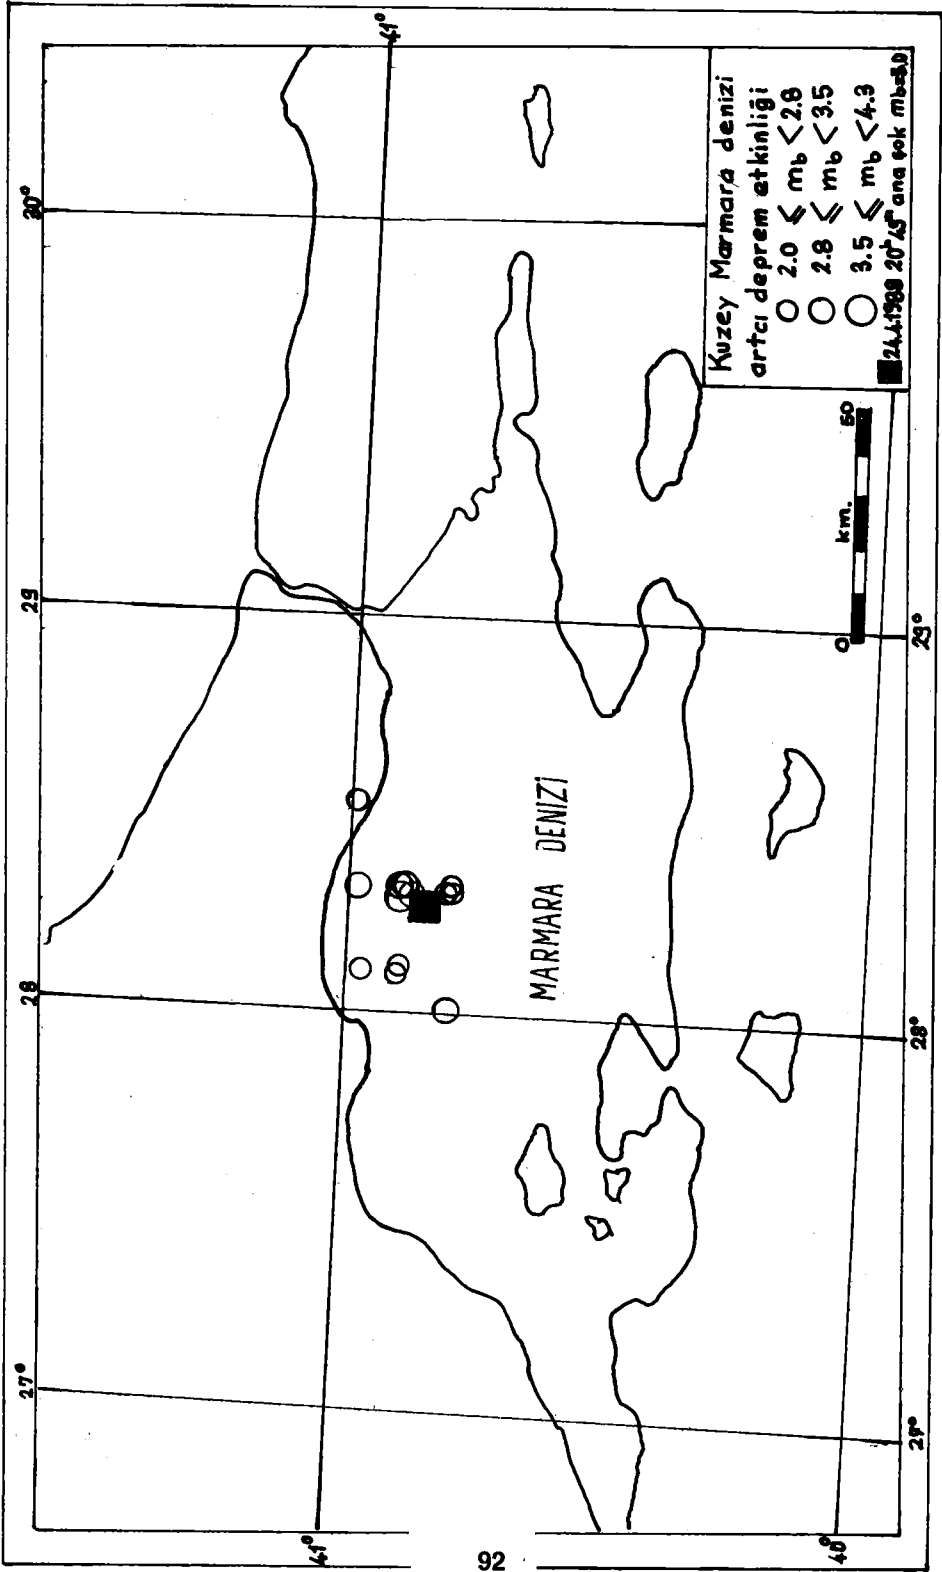 27°
28
29
30°
41°
41°
40°
27°
28°
29°
MARMARA DENIZI
0 km. 50
Kuzey Marmara denizi
artcı deprem etkinliği
2.0 ≤ mb < 2.8
2.8 ≤ mb < 3.5
3.5 ≤ mb < 4.3
24.4.1988 20h45m ana şok mb=5.0
92